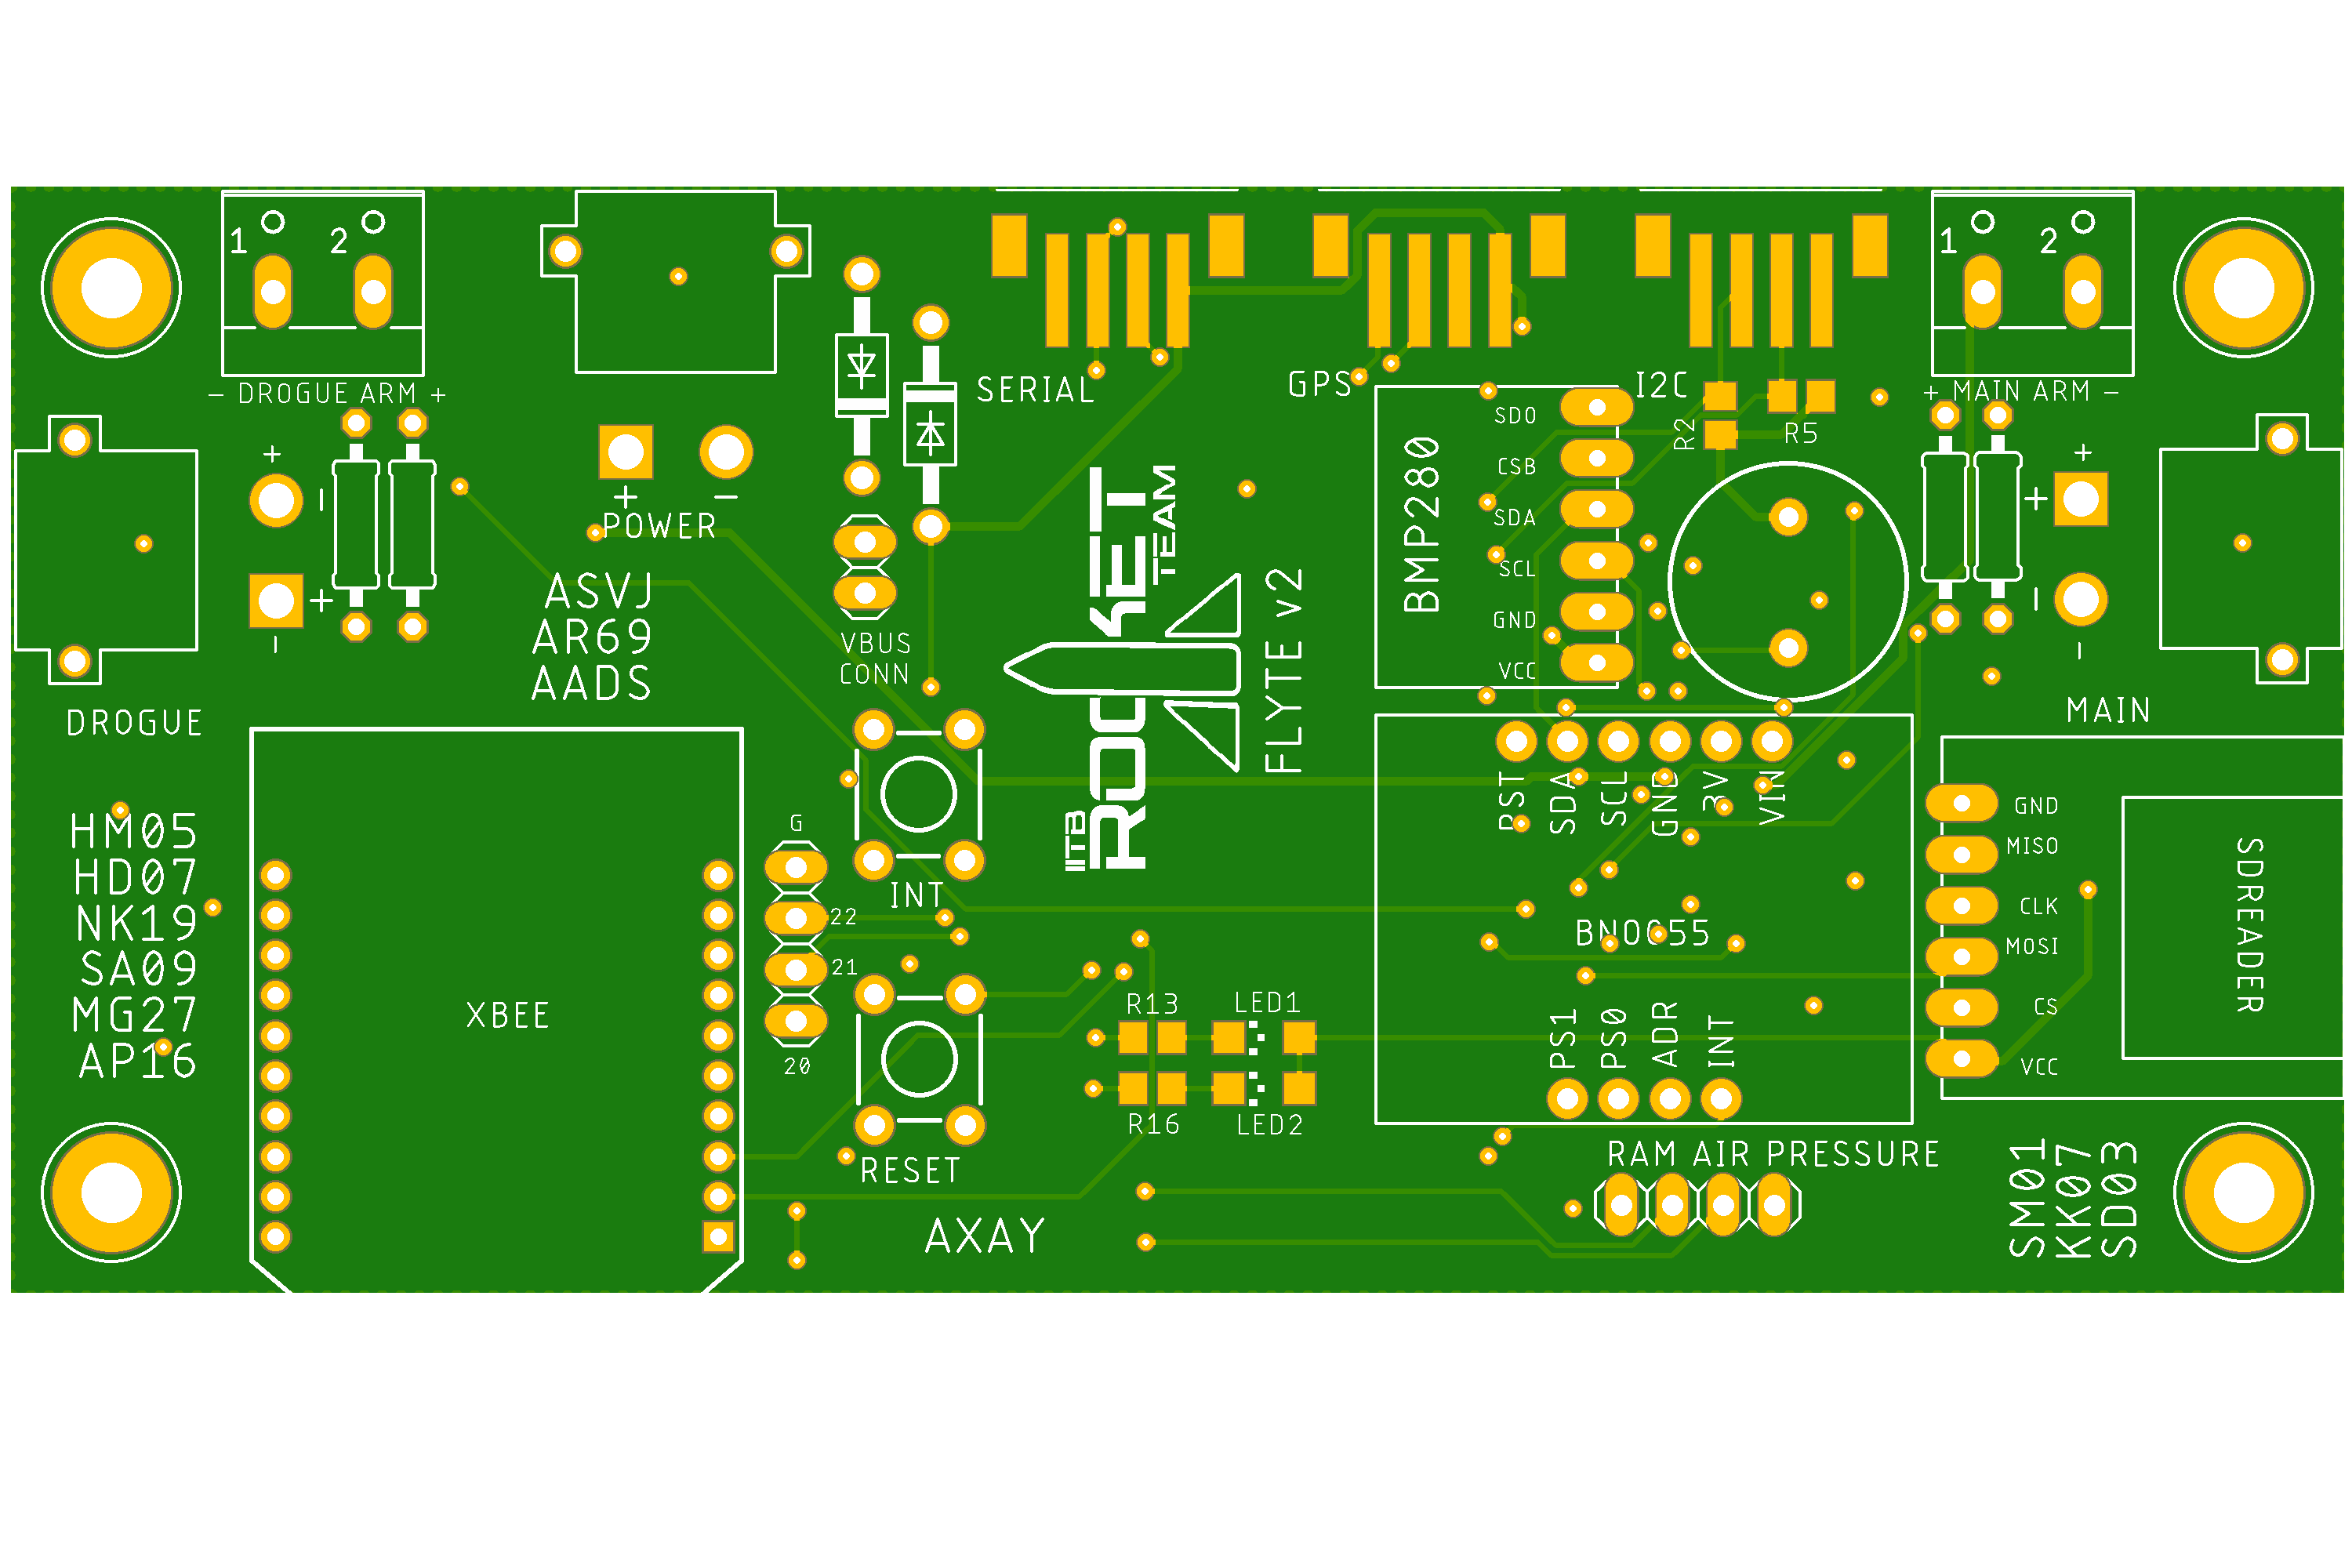 1 2
1 2
- DROGUE ARM +
SERIAL
GPS
I2C
+ MAIN ARM -
SDO
CSB
SDA
SCL
GND
VCC
BMP280
R2
R5
+
-
-
+
+ -
POWER
+
+
-
-
ASVJ
AR69
AADS
VBUS
CONN
ITB
ROCKET
TEAM
FLYTE v2
DROGUE
MAIN
HM05
HD07
NK19
SA09
MG27
AP16
XBEE
G
22
21
20
INT
RESET
RST
SDA
SCL
GND
3V
VIN
BNO055
PS1
PS0
ADR
INT
GND
MISO
CLK
MOSI
CS
VCC
SDREADER
R13
LED1
R16
LED2
RAM AIR PRESSURE
AXAY
SM01
KK07
SD03